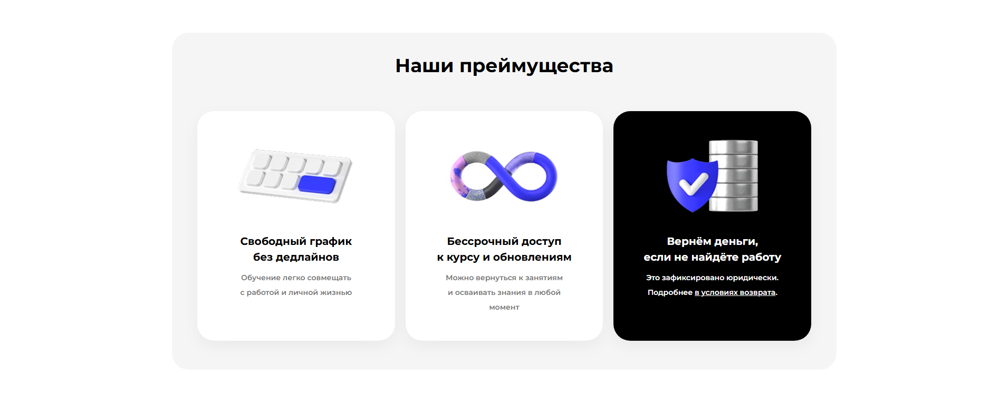 Наши преймущества
Свободный график
без дедлайнов
Обучение легко совмещать
с работой и личной жизнью
Бессрочный доступ
к курсу и обновлениям
Можно вернуться к занятиям
и осваивать знания в любой
момент
Вернём деньги,
если не найдёте работу
Это зафиксировано юридически.
Подробнее в условиях возврата.